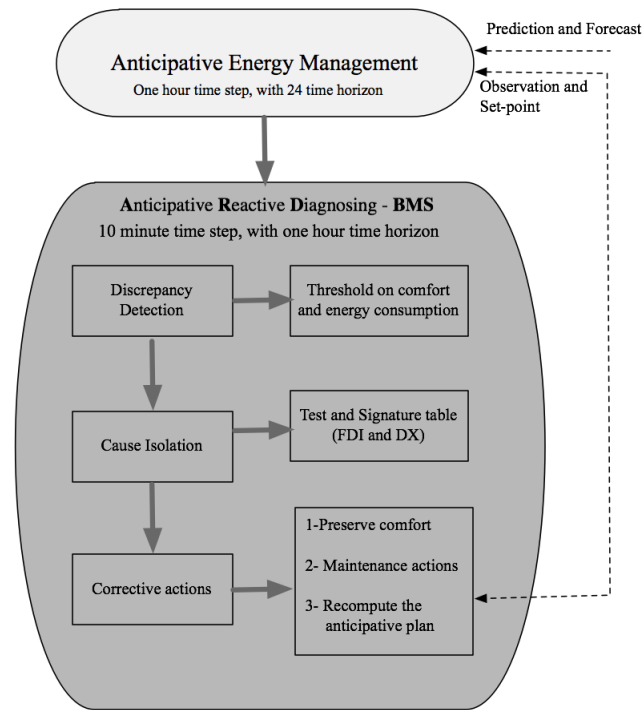 Prediction and Forecast
Anticipative Energy Management
One hour time step, with 24 time horizon
Observation and
Set-point
Anticipative Reactive Diagnosing - BMS
10 minute time step, with one hour time horizon
Discrepancy
Detection
Threshold on comfort
and energy consumption
Cause Isolation
Test and Signature table
(FDI and DX)
Corrective actions
1-Preserve comfort
2- Maintenance actions
3- Recompute the
anticipative plan